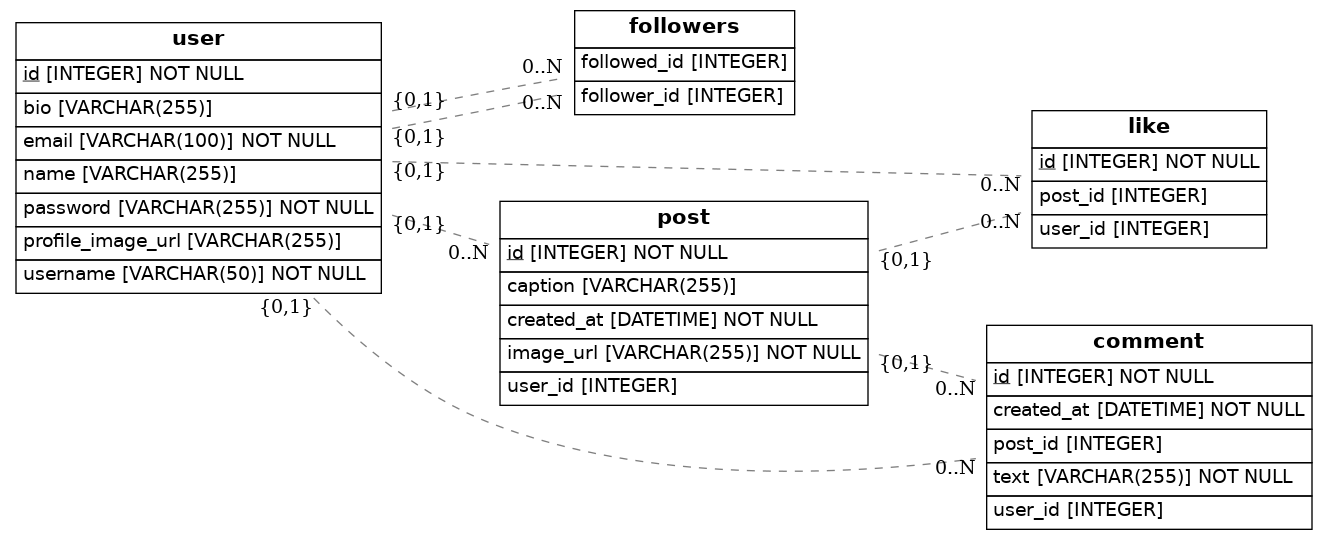 user
id [INTEGER] NOT NULL
bio [VARCHAR(255)]
email [VARCHAR(100)] NOT NULL
name [VARCHAR(255)]
password [VARCHAR(255)] NOT NULL
profile_image_url [VARCHAR(255)]
username [VARCHAR(50)] NOT NULL
{0,1}
{0,1}
{0,1}
{0,1}
{0,1}
followers
followed_id [INTEGER]
follower_id [INTEGER]
0..N
0..N
post
id [INTEGER] NOT NULL
caption [VARCHAR(255)]
created_at [DATETIME] NOT NULL
image_url [VARCHAR(255)] NOT NULL
user_id [INTEGER]
0..N
{0,1}
{0,1}
like
id [INTEGER] NOT NULL
post_id [INTEGER]
user_id [INTEGER]
0..N
0..N
comment
id [INTEGER] NOT NULL
created_at [DATETIME] NOT NULL
post_id [INTEGER]
text [VARCHAR(255)] NOT NULL
user_id [INTEGER]
0..N
0..N